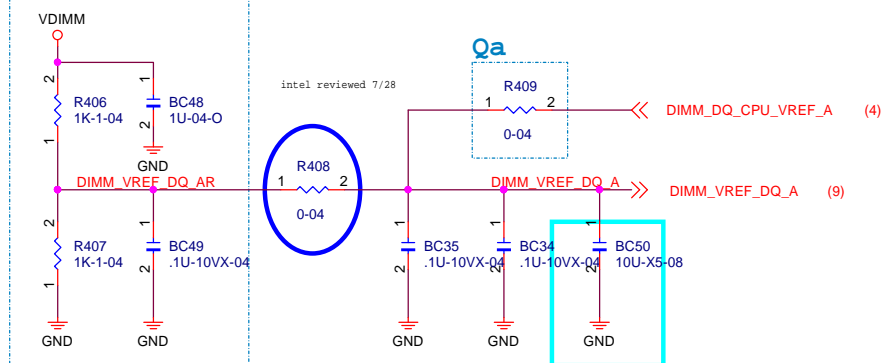 VDIMM
Qa
intel reviewed 7/28
2
R406
1K-1-04
1
1
BC48
1U-04-O
2
GND
R409
1
2
0-04
DIMM_DQ_CPU_VREF_A (4)
DIMM_VREF_DQ_AR
R408
1
2
0-04
DIMM_VREF_DQ_A
DIMM_VREF_DQ_A (9)
2
R407
1K-1-04
1
GND
1
BC49
.1U-10VX-04
2
GND
1
BC35
.1U-10VX-04
2
GND
1
BC34
.1U-10VX-04
2
GND
1
BC50
10U-X5-08
2
GND